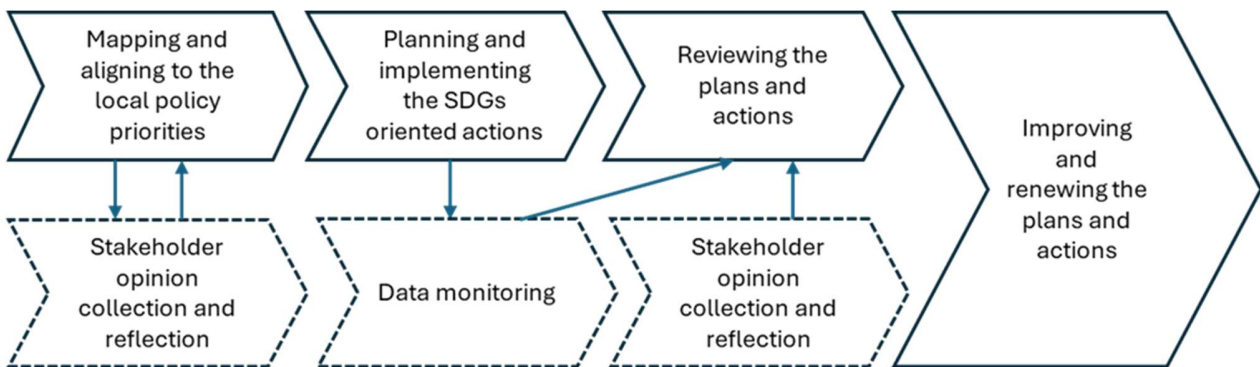 Mapping and
aligning to the
local policy
priorities
Planning and
implementing
the SDGs
oriented actions
Reviewing the
plans and
actions
Improving
and
renewing the
plans and
actions
Stakeholder
opinion
collection and
reflection
Data monitoring
Stakeholder
opinion
collection and
reflection